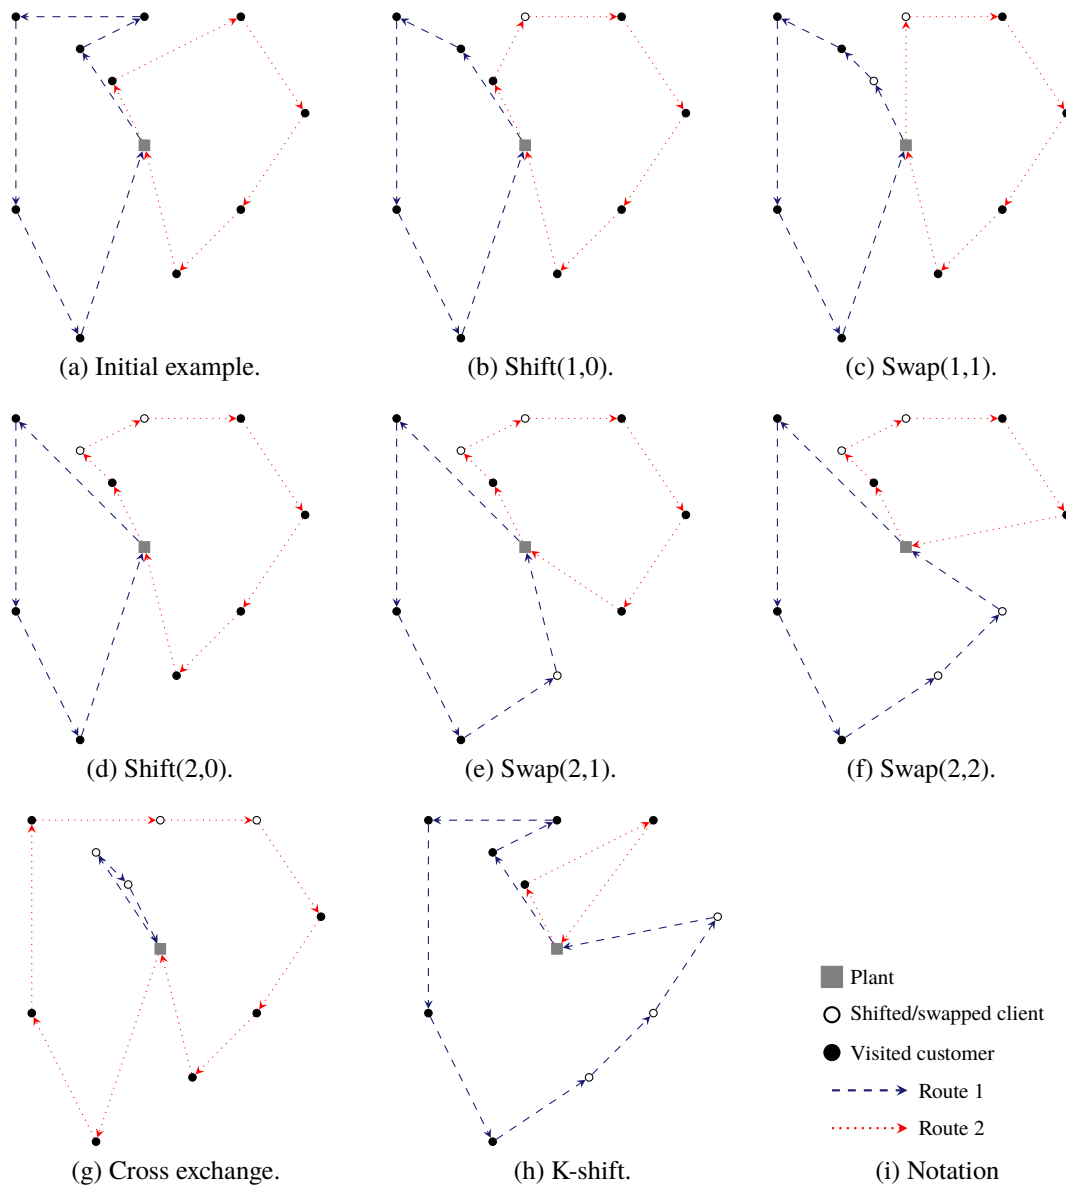 (a) Initial example.
(b) Shift(1,0).
(c) Swap(1,1).
(d) Shift(2,0).
(e) Swap(2,1).
(f) Swap(2,2).
Plant
Shifted/swapped client
Visited customer
Route 1
Route 2
(g) Cross exchange.
(h) K-shift.
(i) Notation